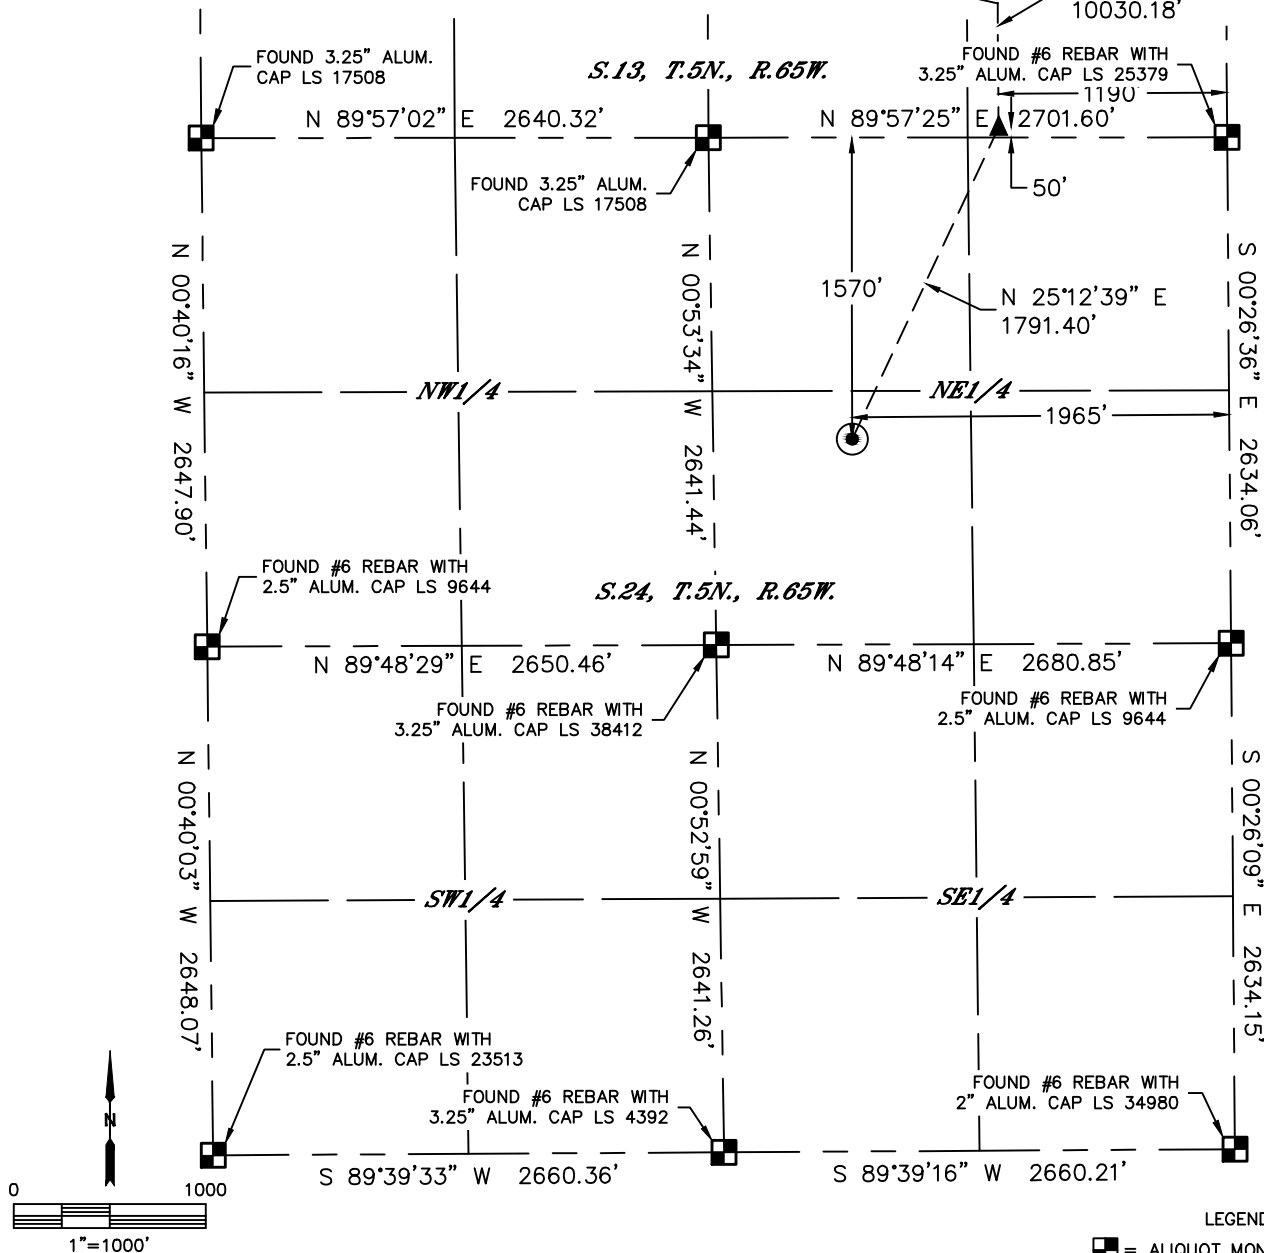 10030.18'
FOUND 3.25" ALUM.
CAP LS 17508
S.13, T.5N., R.65W.
FOUND #6 REBAR WITH
3.25" ALUM. CAP LS 25379
1190'
N 89°57'02" E 2640.32'
N 89°57'25" E 2701.60'
FOUND 3.25" ALUM.
CAP LS 17508
50'
N 00°40'16" W 2647.90'
N 00°53'34" W 2641.44'
1570'
N 25°12'39" E
1791.40'
S 00°26'36" E 2634.06'
NW1/4
NE1/4
1965'
FOUND #6 REBAR WITH
2.5" ALUM. CAP LS 9644
S.24, T.5N., R.65W.
N 89°48'29" E 2650.46'
N 89°48'14" E 2680.85'
FOUND #6 REBAR WITH
3.25" ALUM. CAP LS 38412
FOUND #6 REBAR WITH
2.5" ALUM. CAP LS 9644
N 00°40'03" W 2648.07'
N 00°52'59" W 2641.26'
S 00°26'09" E 2634.15'
SW1/4
SE1/4
FOUND #6 REBAR WITH
2.5" ALUM. CAP LS 23513
FOUND #6 REBAR WITH
3.25" ALUM. CAP LS 4392
FOUND #6 REBAR WITH
2" ALUM. CAP LS 34980
N
S 89°39'33" W 2660.36'
S 89°39'16" W 2660.21'
0 1000
1"=1000'
LEGEND
= ALIQUOT MON